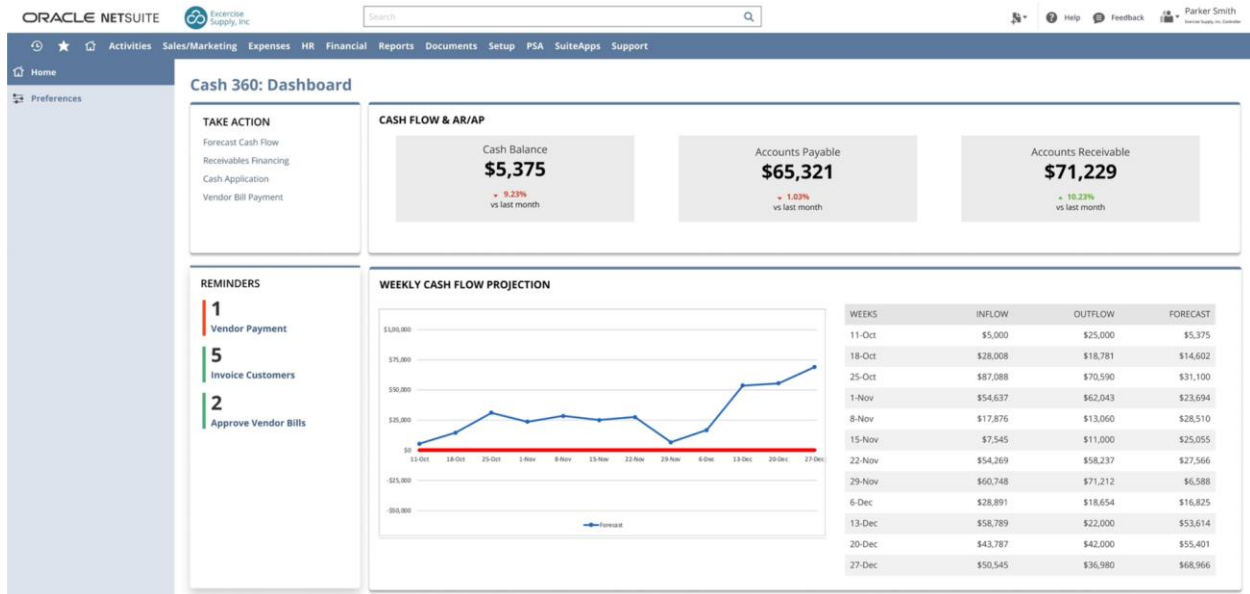 ORACLE NETSUITE
Excercise
Supply, Inc
Search
Help
Feedback
Parker Smith
Activities Sales/Marketing Expenses HR Financial Reports Documents Setup PSA SuiteApps Support
Home
Preferences
Cash 360: Dashboard
TAKE ACTION
Forecast Cash Flow
Receivables Financing
Cash Application
Vendor Bill Payment
CASH FLOW & AR/AP
Cash Balance
$5,375
9.23%
vs last month
Accounts Payable
$65,321
1.03%
vs last month
Accounts Receivable
$71,229
10.23%
vs last month
REMINDERS
1
Vendor Payment
5
Invoice Customers
2
Approve Vendor Bills
WEEKLY CASH FLOW PROJECTION
$1,00,000
$75,000
$50,000
$25,000
$0
11-Oct 18-Oct 25-Oct 1-Nov 8-Nov 15-Nov 22-Nov 29-Nov 6-Dec 13-Dec 20-Dec 27-Dec
-$25,000
-$50,000
Forecast
WEEKS INFLOW OUTFLOW FORECAST
11-Oct $5,000 $25,000 $5,375
18-Oct $28,008 $18,781 $14,602
25-Oct $87,088 $70,590 $31,100
1-Nov $54,637 $62,043 $23,694
8-Nov $17,876 $13,060 $28,510
15-Nov $7,545 $11,000 $25,055
22-Nov $54,269 $58,237 $27,566
29-Nov $60,748 $71,212 $6,588
6-Dec $28,891 $18,654 $16,825
13-Dec $58,789 $22,000 $53,614
20-Dec $43,787 $42,000 $55,401
27-Dec $50,545 $36,980 $68,966